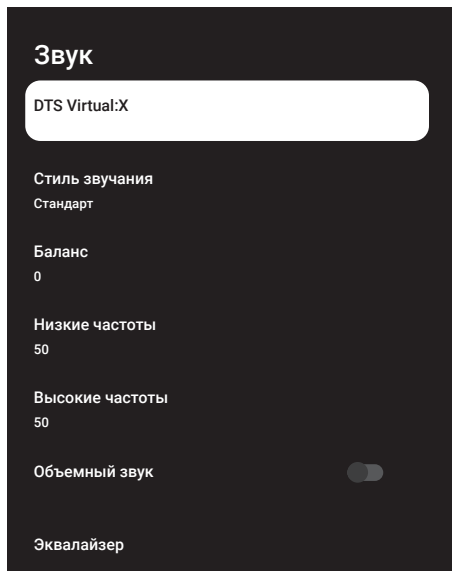 Звук
DTS Virtual:X
Стиль звучания
Стандарт
Баланс
0
Низкие частоты
50
Высокие частоты
50
Объемный звук
Эквалайзер